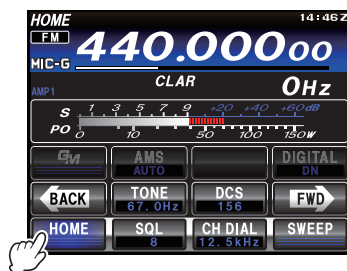 HOME 14:46Z
FM 440.00000
MIC-G
AMP1 CLAR 0Hz
S 1 3 5 7 9 +20 +40 +60dB
PO 0 10 50 100 150W
GM AMS AUTO DIGITAL DN
BACK TONE 67.0Hz DCS 156 FWD
HOME SQL 8 CH DIAL 12.5kHz SWEEP